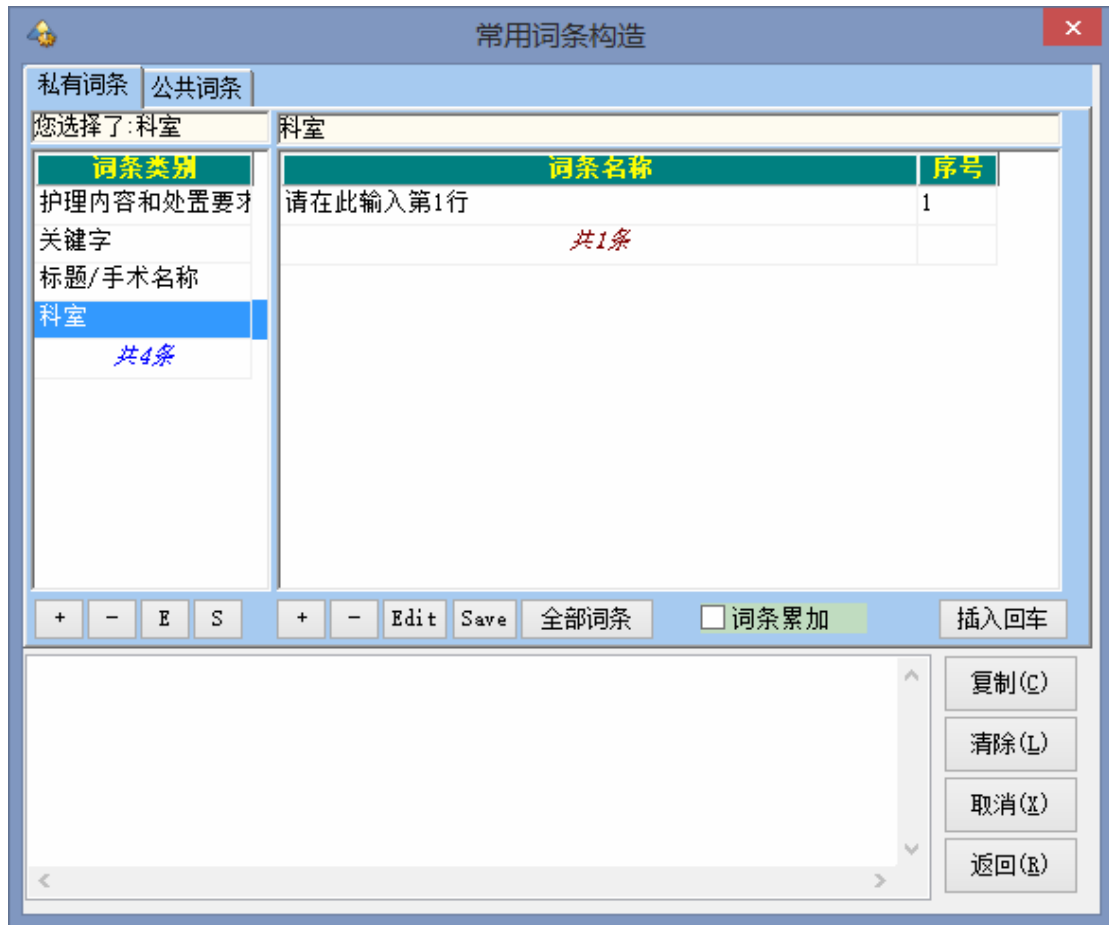 常用词条构造
私有词条 公共词条
您选择了:科室 科室
词条类别 词条名称 序号
护理内容和处置要求 请在此输入第1行 1
关键字 共1条
标题/手术名称
科室
共4条
+ - E S + - Edit Save 全部词条 词条累加 插入回车
复制(C)
清除(L)
取消(X)
返回(R)